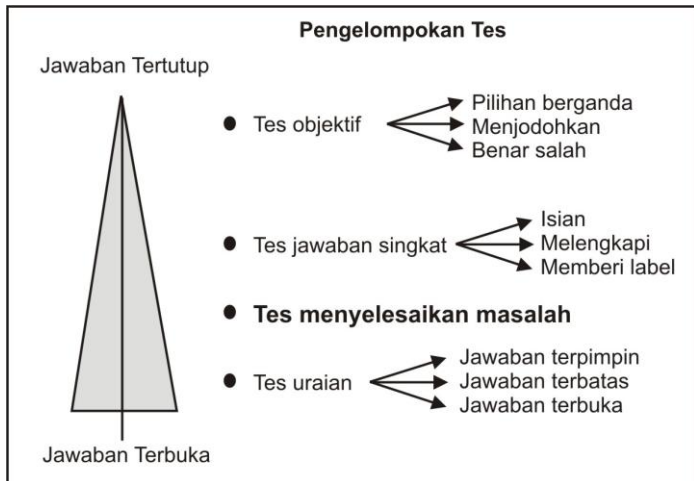 Pengelompokan Tes
Jawaban Tertutup
Tes objektif
Pilihan berganda
Menjodohkan
Benar salah
Tes jawaban singkat
Isian
Melengkapi
Memberi label
Tes menyelesaikan masalah
Tes uraian
Jawaban terpimpin
Jawaban terbatas
Jawaban terbuka
Jawaban Terbuka